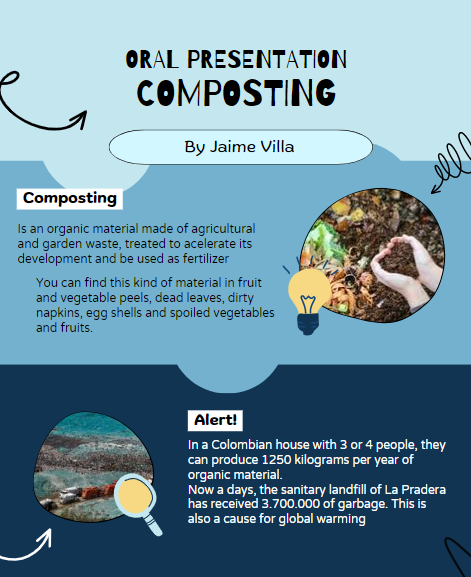 ORAL PRESENTATION
COMPOSTING
By Jaime Villa
Composting
Is an organic material made of agricultural
and garden waste, treated to acelerate its
development and be used as fertilizer
You can find this kind of material in fruit
and vegetable peels, dead leaves, dirty
napkins, egg shells and spoiled vegetables
and fruits.
Alert!
In a Colombian house with 3 or 4 people, they
can produce 1250 kilograms per year of
organic material.
Now a days, the sanitary landfill of La Pradera
has received 3.700.000 of garbage. This is
also a cause for global warming